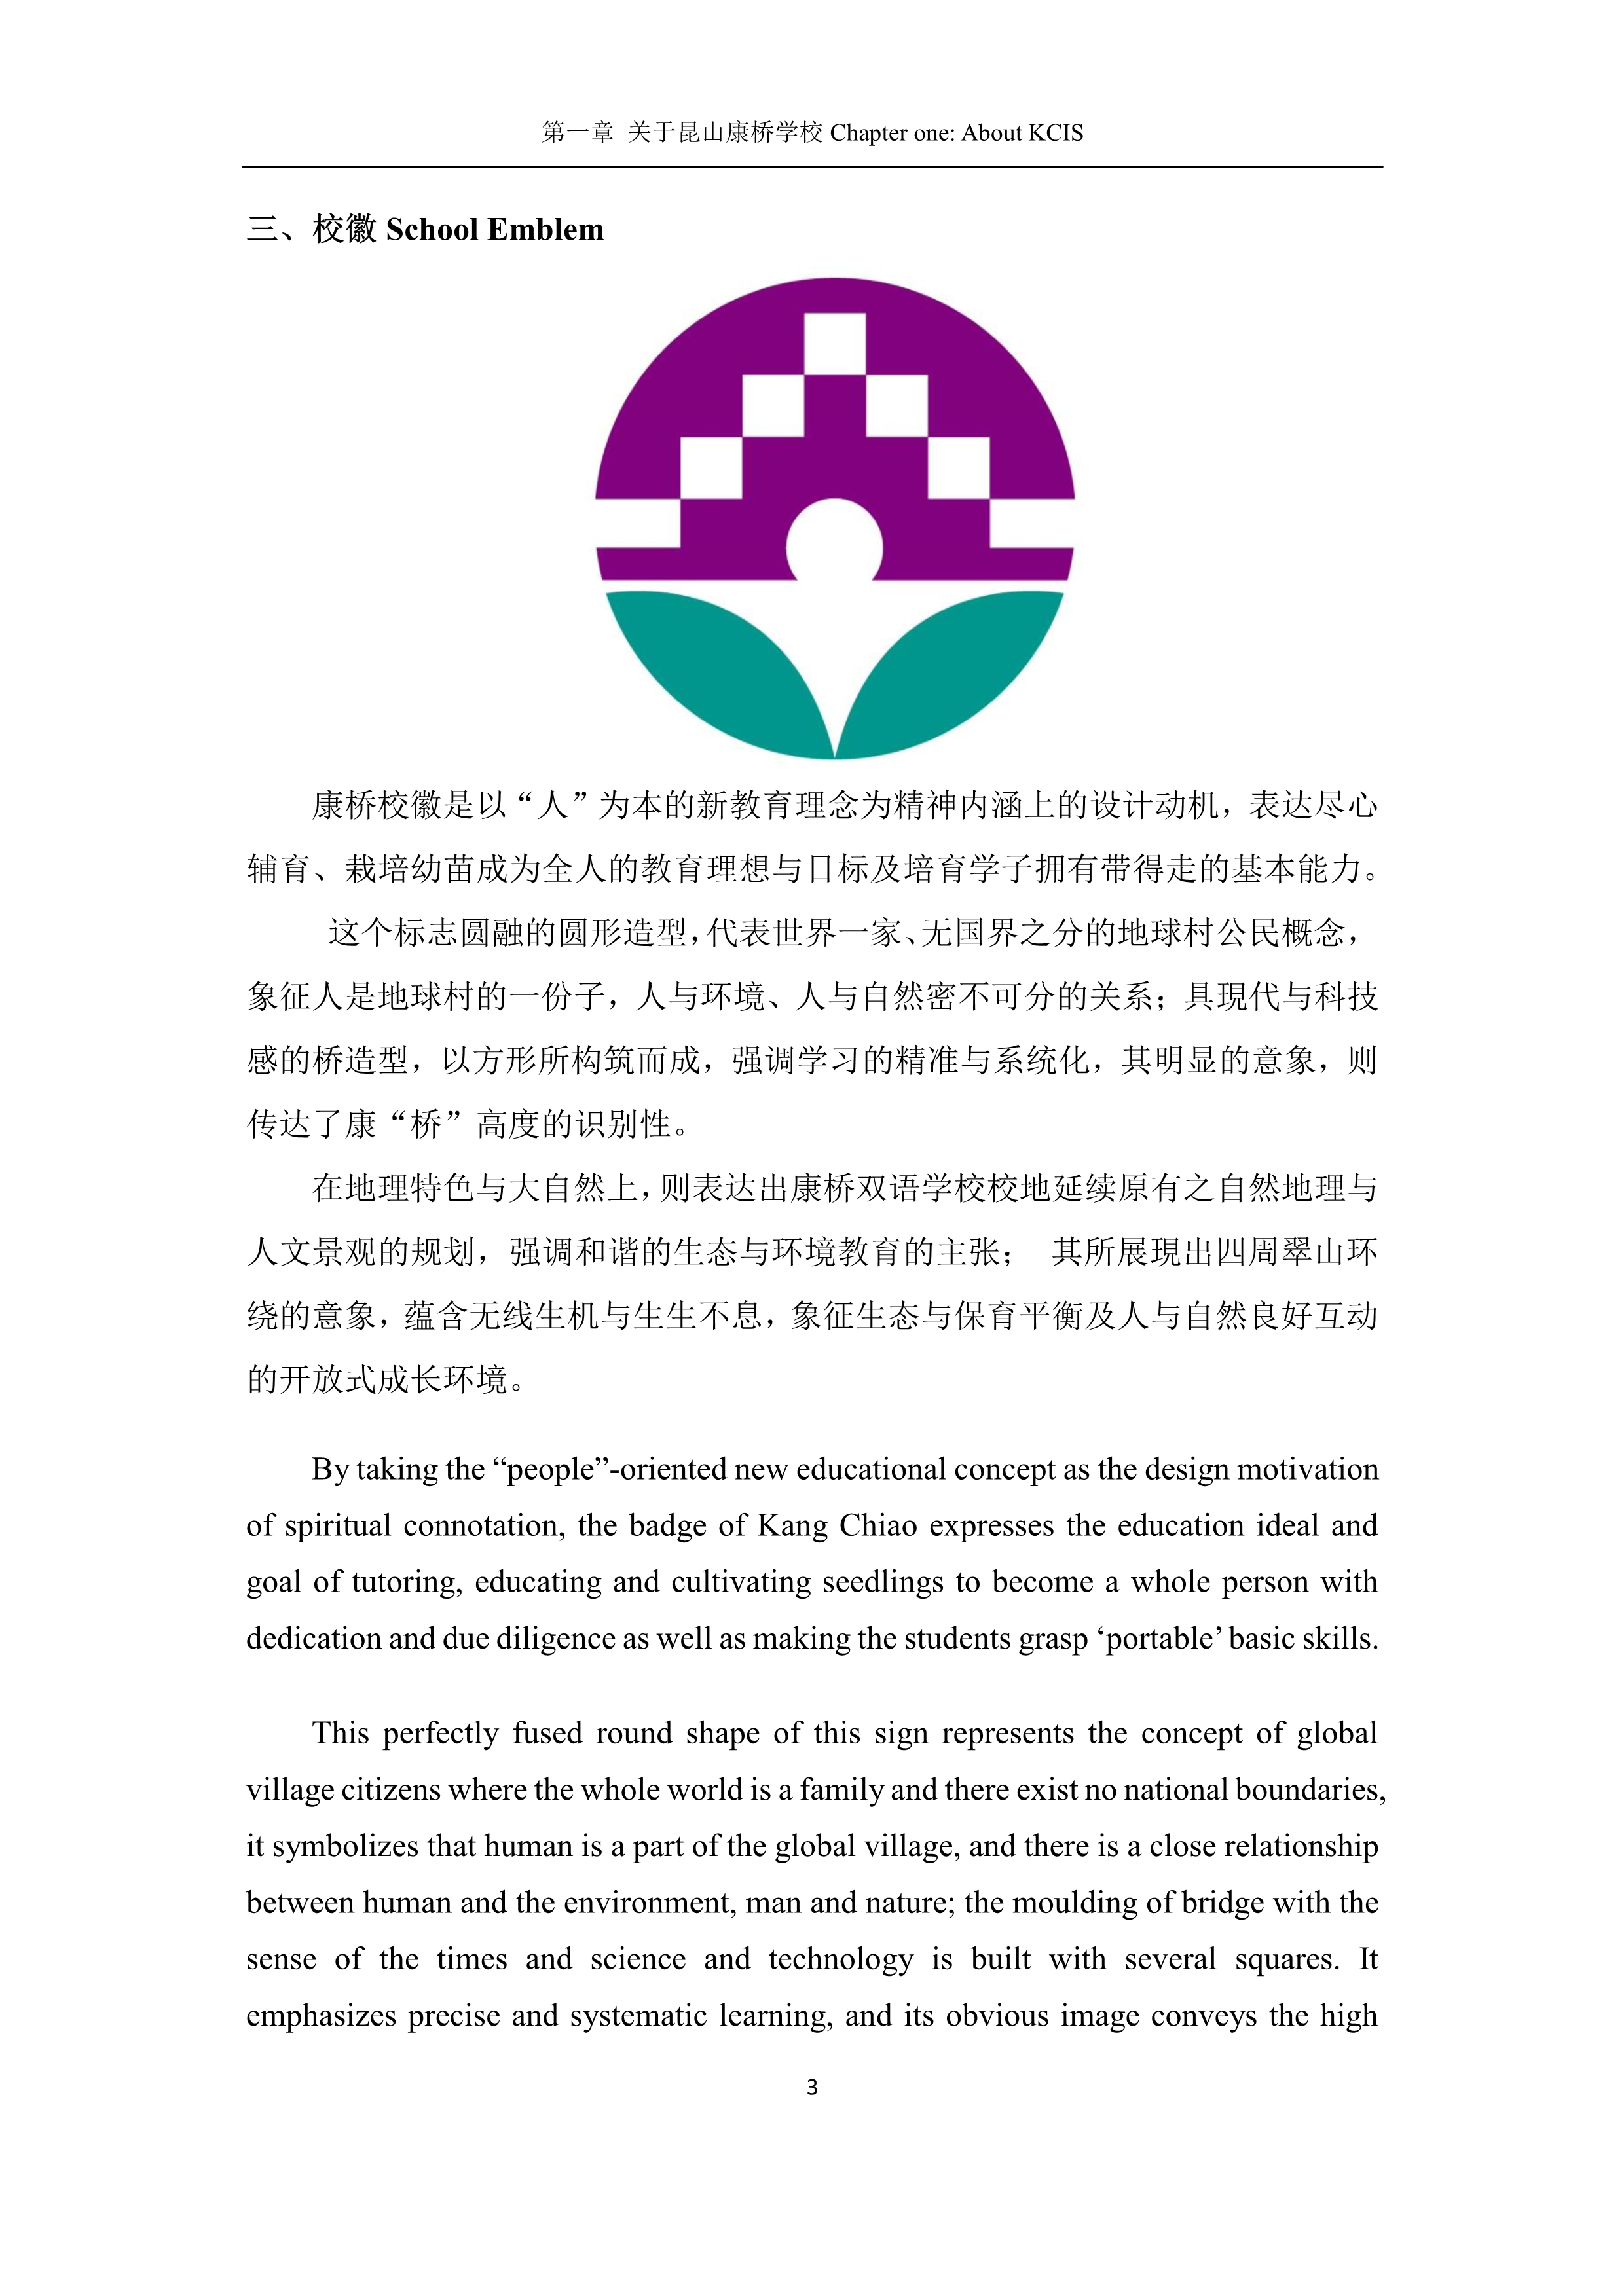 第一章 关于昆山康桥学校 Chapter one: About KCIS
三、校徽 School Emblem
康桥校徽是以“人”为本的新教育理念为精神内涵上的设计动机，表达尽心
辅育、栽培幼苗成为全人的教育理想与目标及培育学子拥有带得走的基本能力。
这个标志圆融的圆形造型，代表世界一家、无国界之分的地球村公民概念，
象征人是地球村的一份子，人与环境、人与自然密不可分的关系；具現代与科技
感的桥造型，以方形所构筑而成，强调学习的精准与系统化，其明显的意象，则
传达了康“桥”高度的识别性。
在地理特色与大自然上，则表达出康桥双语学校校地延续原有之自然地理与
人文景观的规划，强调和谐的生态与环境教育的主张； 其所展現出四周翠山环
绕的意象，蕴含无线生机与生生不息，象征生态与保育平衡及人与自然良好互动
的开放式成长环境。
By taking the “people”-oriented new educational concept as the design motivation
of spiritual connotation, the badge of Kang Chiao expresses the education ideal and
goal of tutoring, educating and cultivating seedlings to become a whole person with
dedication and due diligence as well as making the students grasp ‘portable’ basic skills.
This perfectly fused round shape of this sign represents the concept of global
village citizens where the whole world is a family and there exist no national boundaries,
it symbolizes that human is a part of the global village, and there is a close relationship
between human and the environment, man and nature; the moulding of bridge with the
sense of the times and science and technology is built with several squares. It
emphasizes precise and systematic learning, and its obvious image conveys the high
3